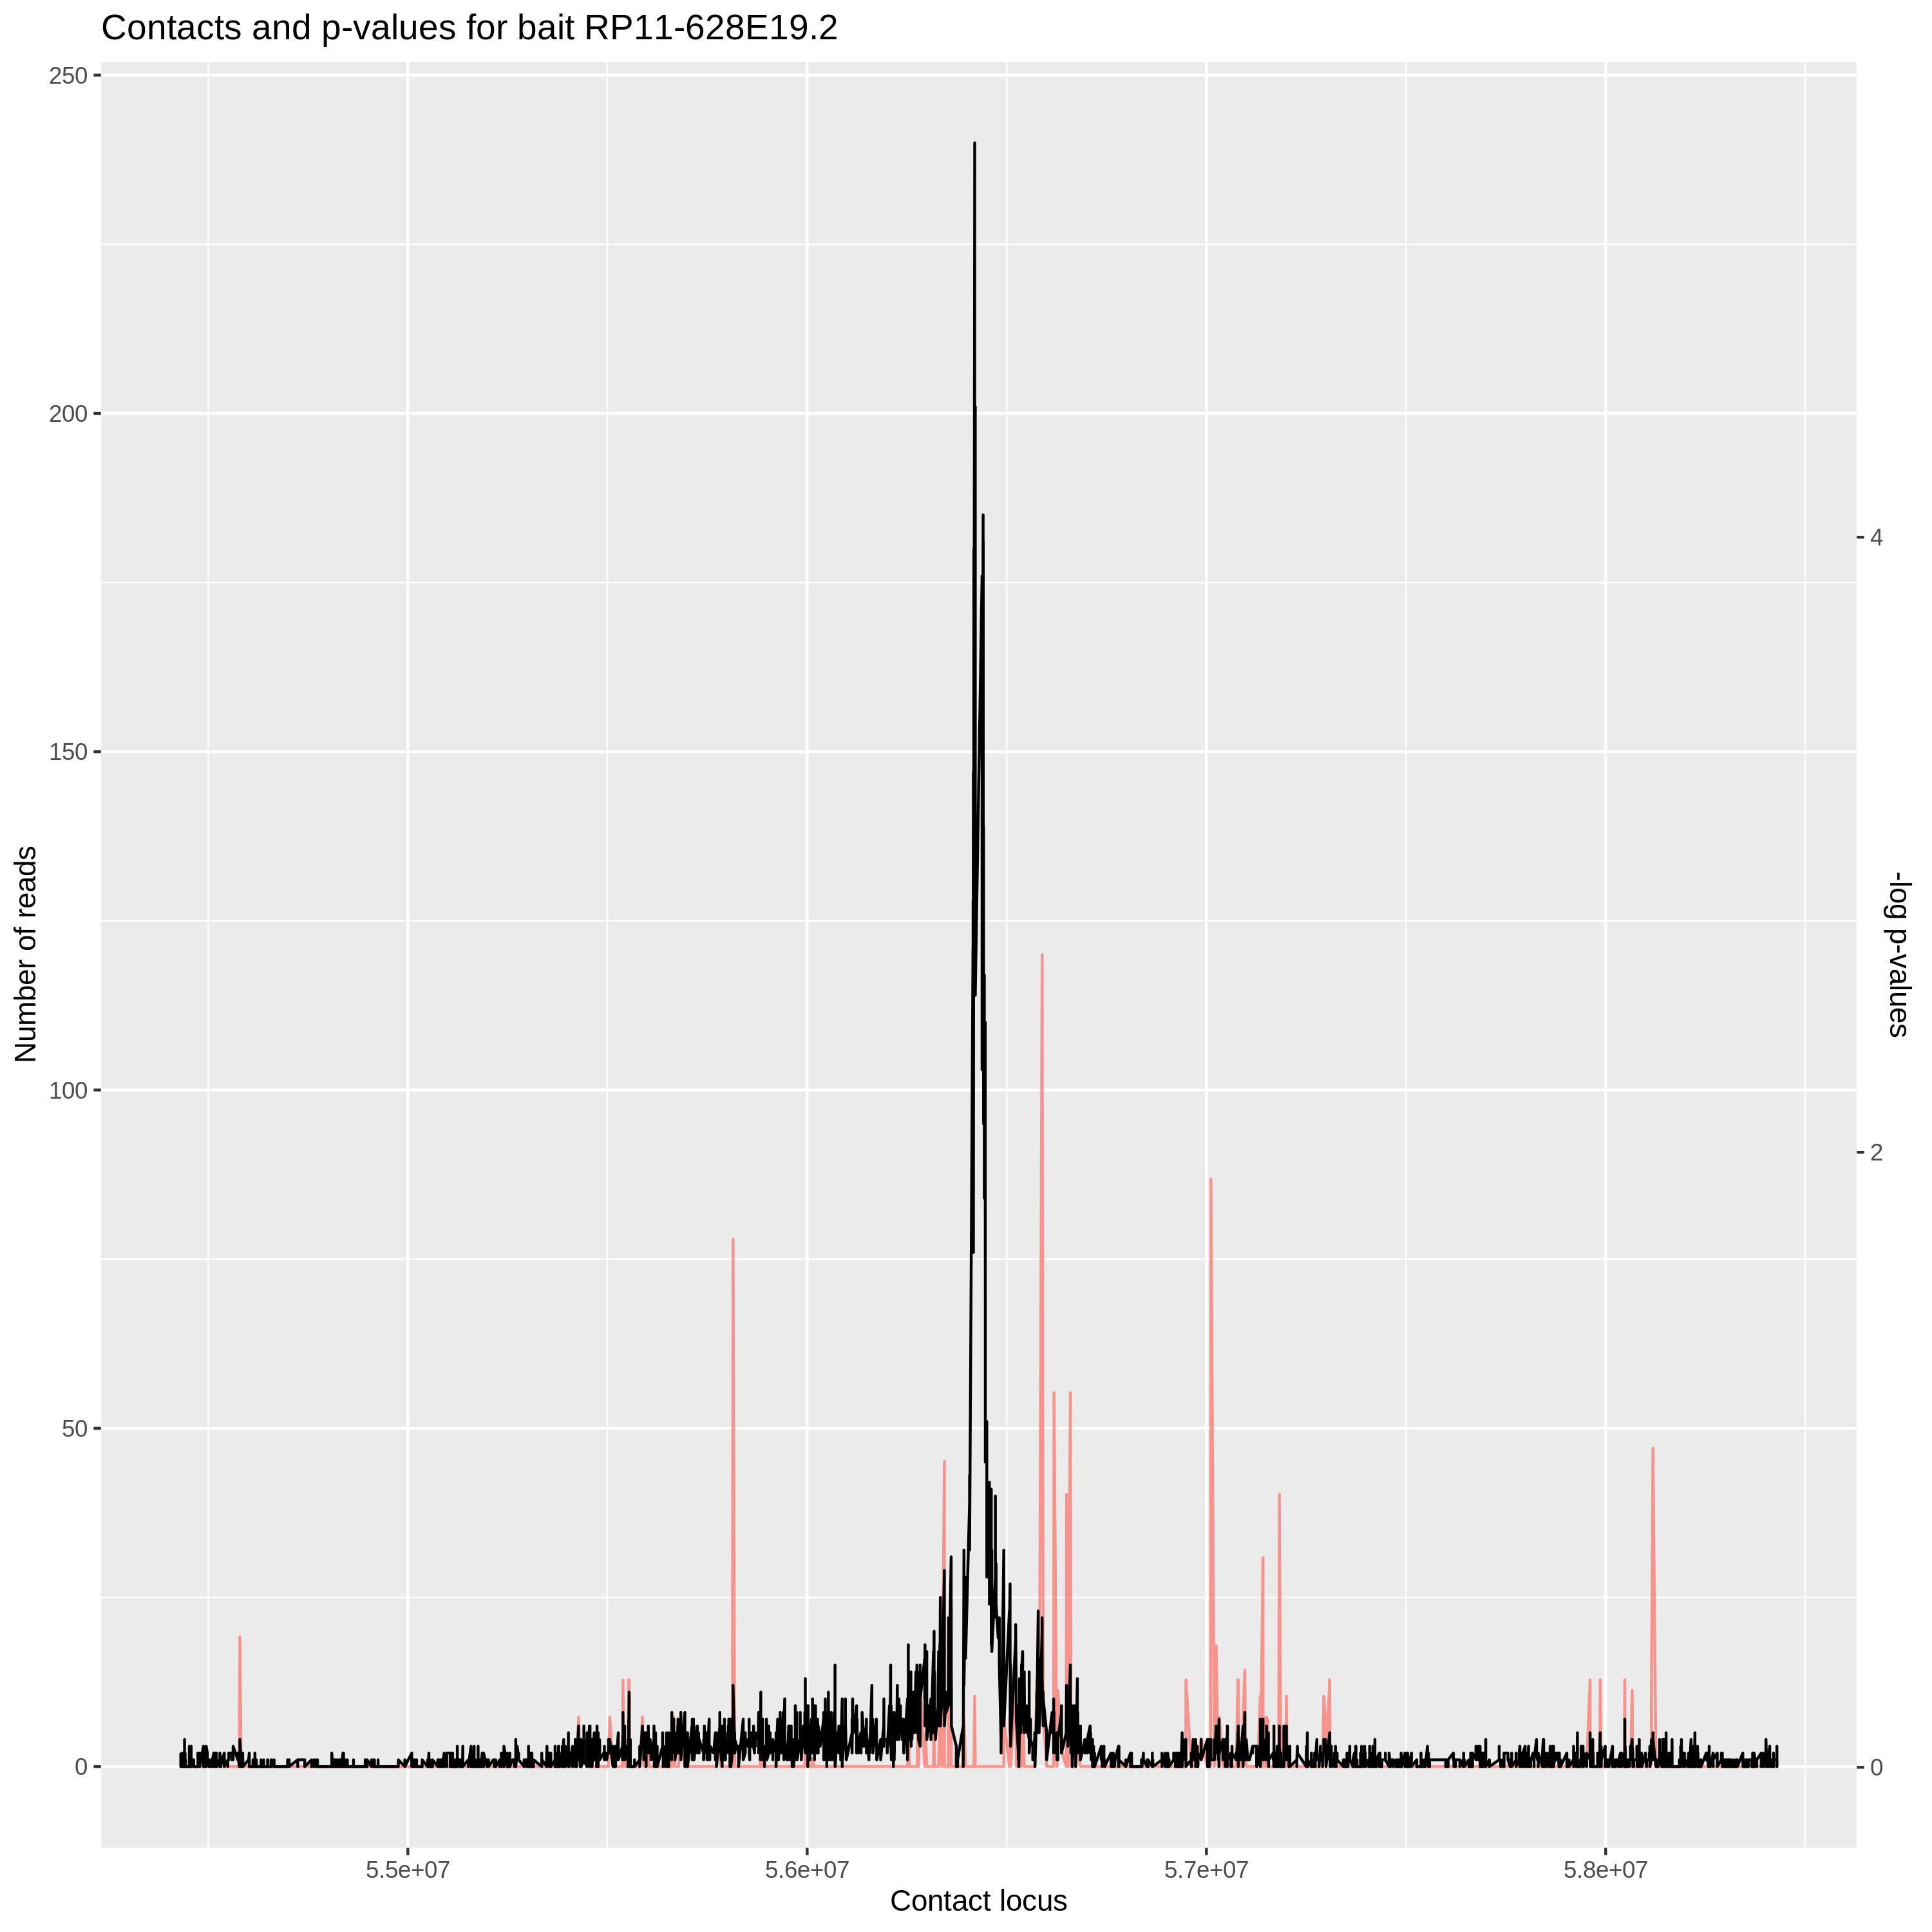 Contacts and p-values for bait RP11-628E19.2
250
200
150
100
50
0
Number of reads
4
2
0
-log p-values
5.5e+07
5.6e+07
5.7e+07
5.8e+07
Contact locus